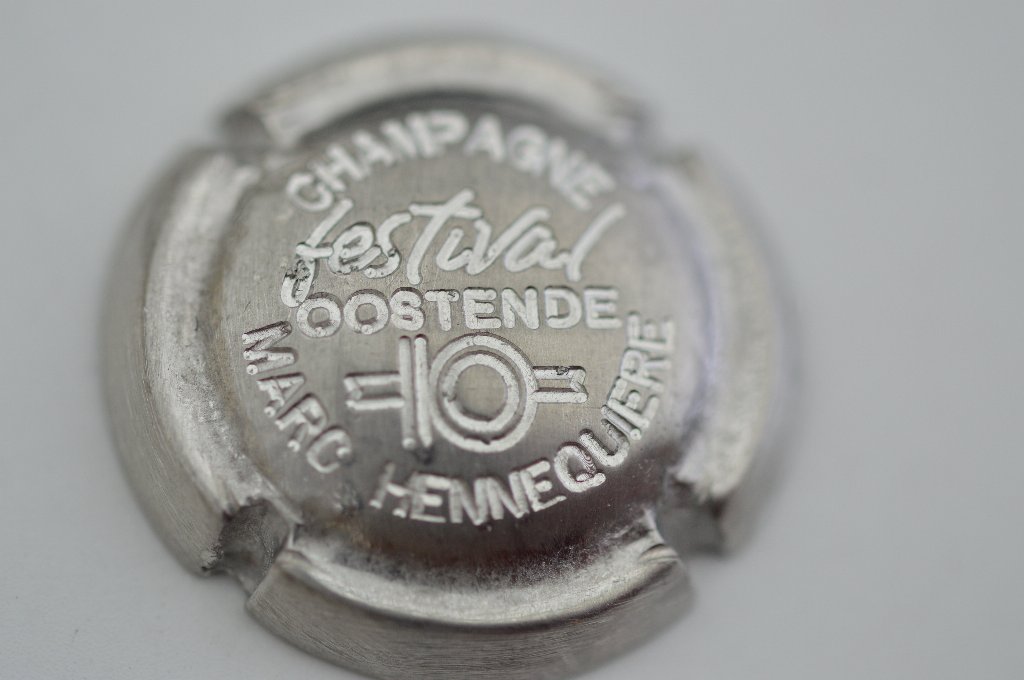 CHAMPAGNE
festival
OOSTENDE
10
MARC HENNEQUIERE